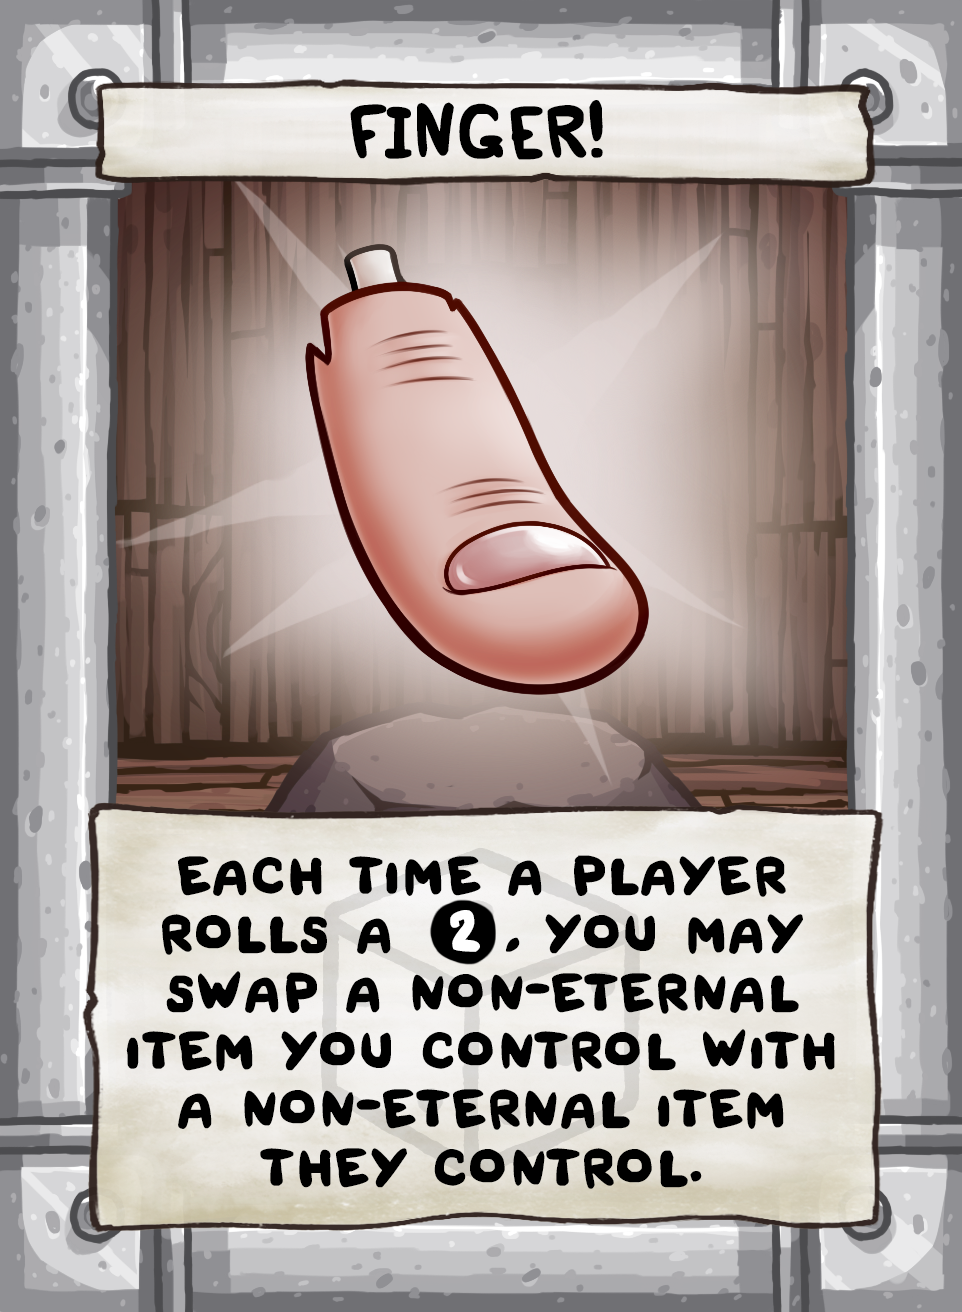 FINGER!
EACH TIME A PLAYER
ROLLS A 2, YOU MAY
SWAP A NON-ETERNAL
ITEM YOU CONTROL WITH
A NON-ETERNAL ITEM
THEY CONTROL.